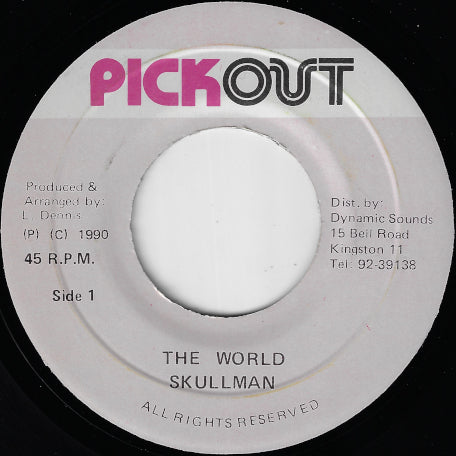 PICKOUT
Produced &
Arranged by:
L. Dennis
(P) (C) 1990
45 R.P.M.
Side 1
Dist. by:
Dynamic Sounds
15 Bell Road
Kingston 11
Tel: 92-39138
THE WORLD
SKULLMAN
ALL RIGHTS RESERVED